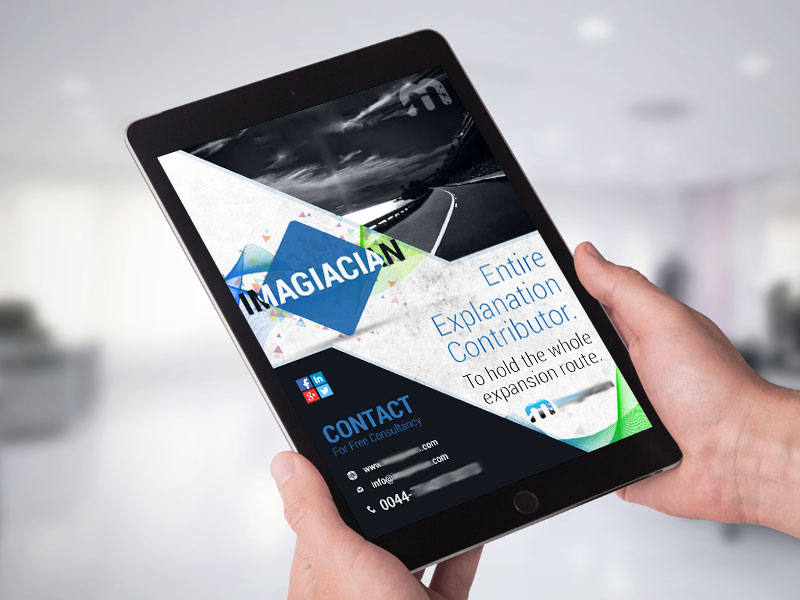 m
IMAGIACIAN
Entire
Explanation
Contributor.
To hold the whole
expansion route.
m
f in
g+
CONTACT
For Free Consultancy
www. .com
info@ .com
0044-